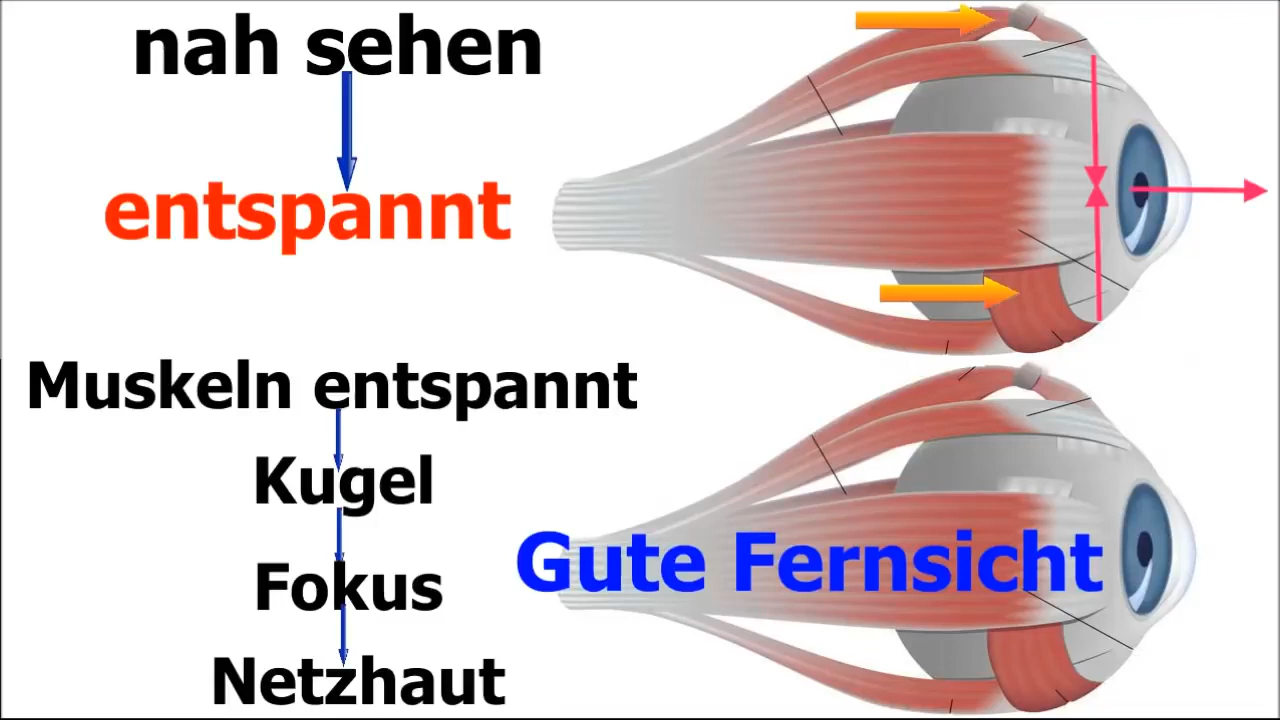 nah sehen
entspannt
Muskeln entspannt
Kugel
Fokus
Gute Fernsicht
Netzhaut